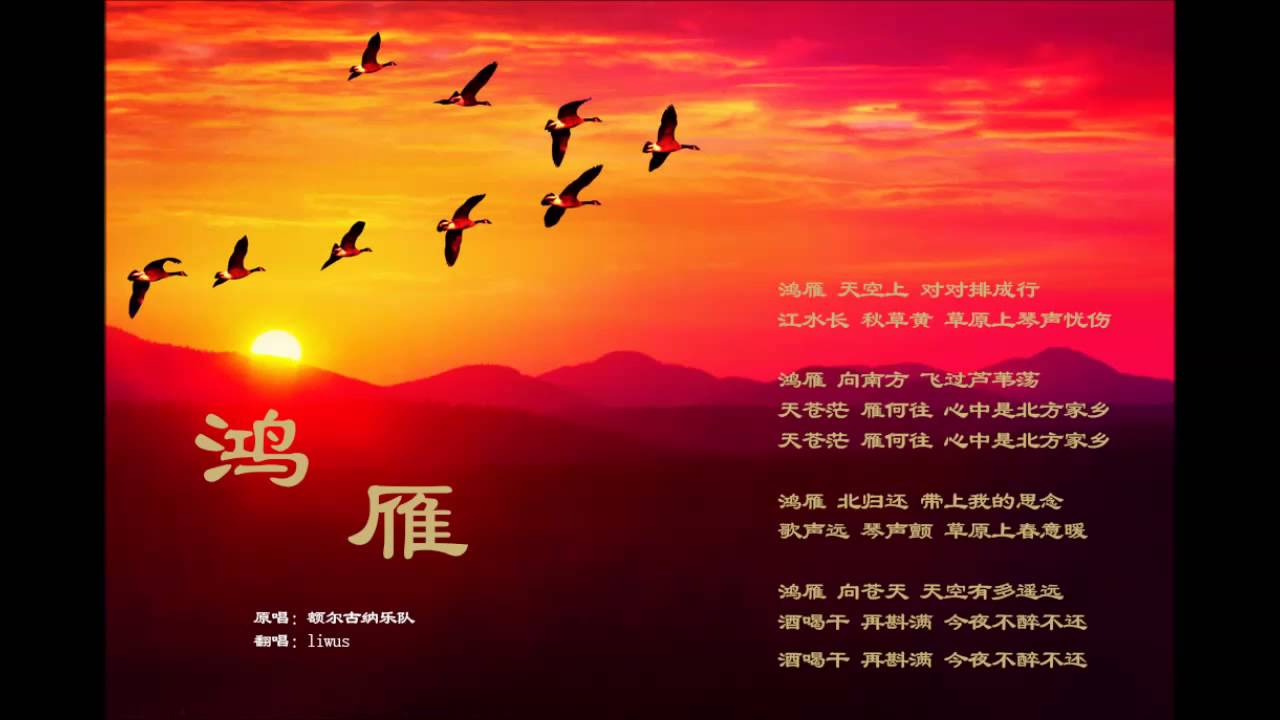 鸿雁
原唱：额尔古纳乐队
翻唱：liwus
鸿雁 天空上 对对排成行
江水长 秋草黄 草原上琴声忧伤
鸿雁 向南方 飞过芦苇荡
天苍茫 雁何往 心中是北方家乡
天苍茫 雁何往 心中是北方家乡
鸿雁 北归还 带上我的思念
歌声远 琴声颤 草原上春意暖
鸿雁 向苍天 天空有多遥远
酒喝干 再斟满 今夜不醉不还
酒喝干 再斟满 今夜不醉不还